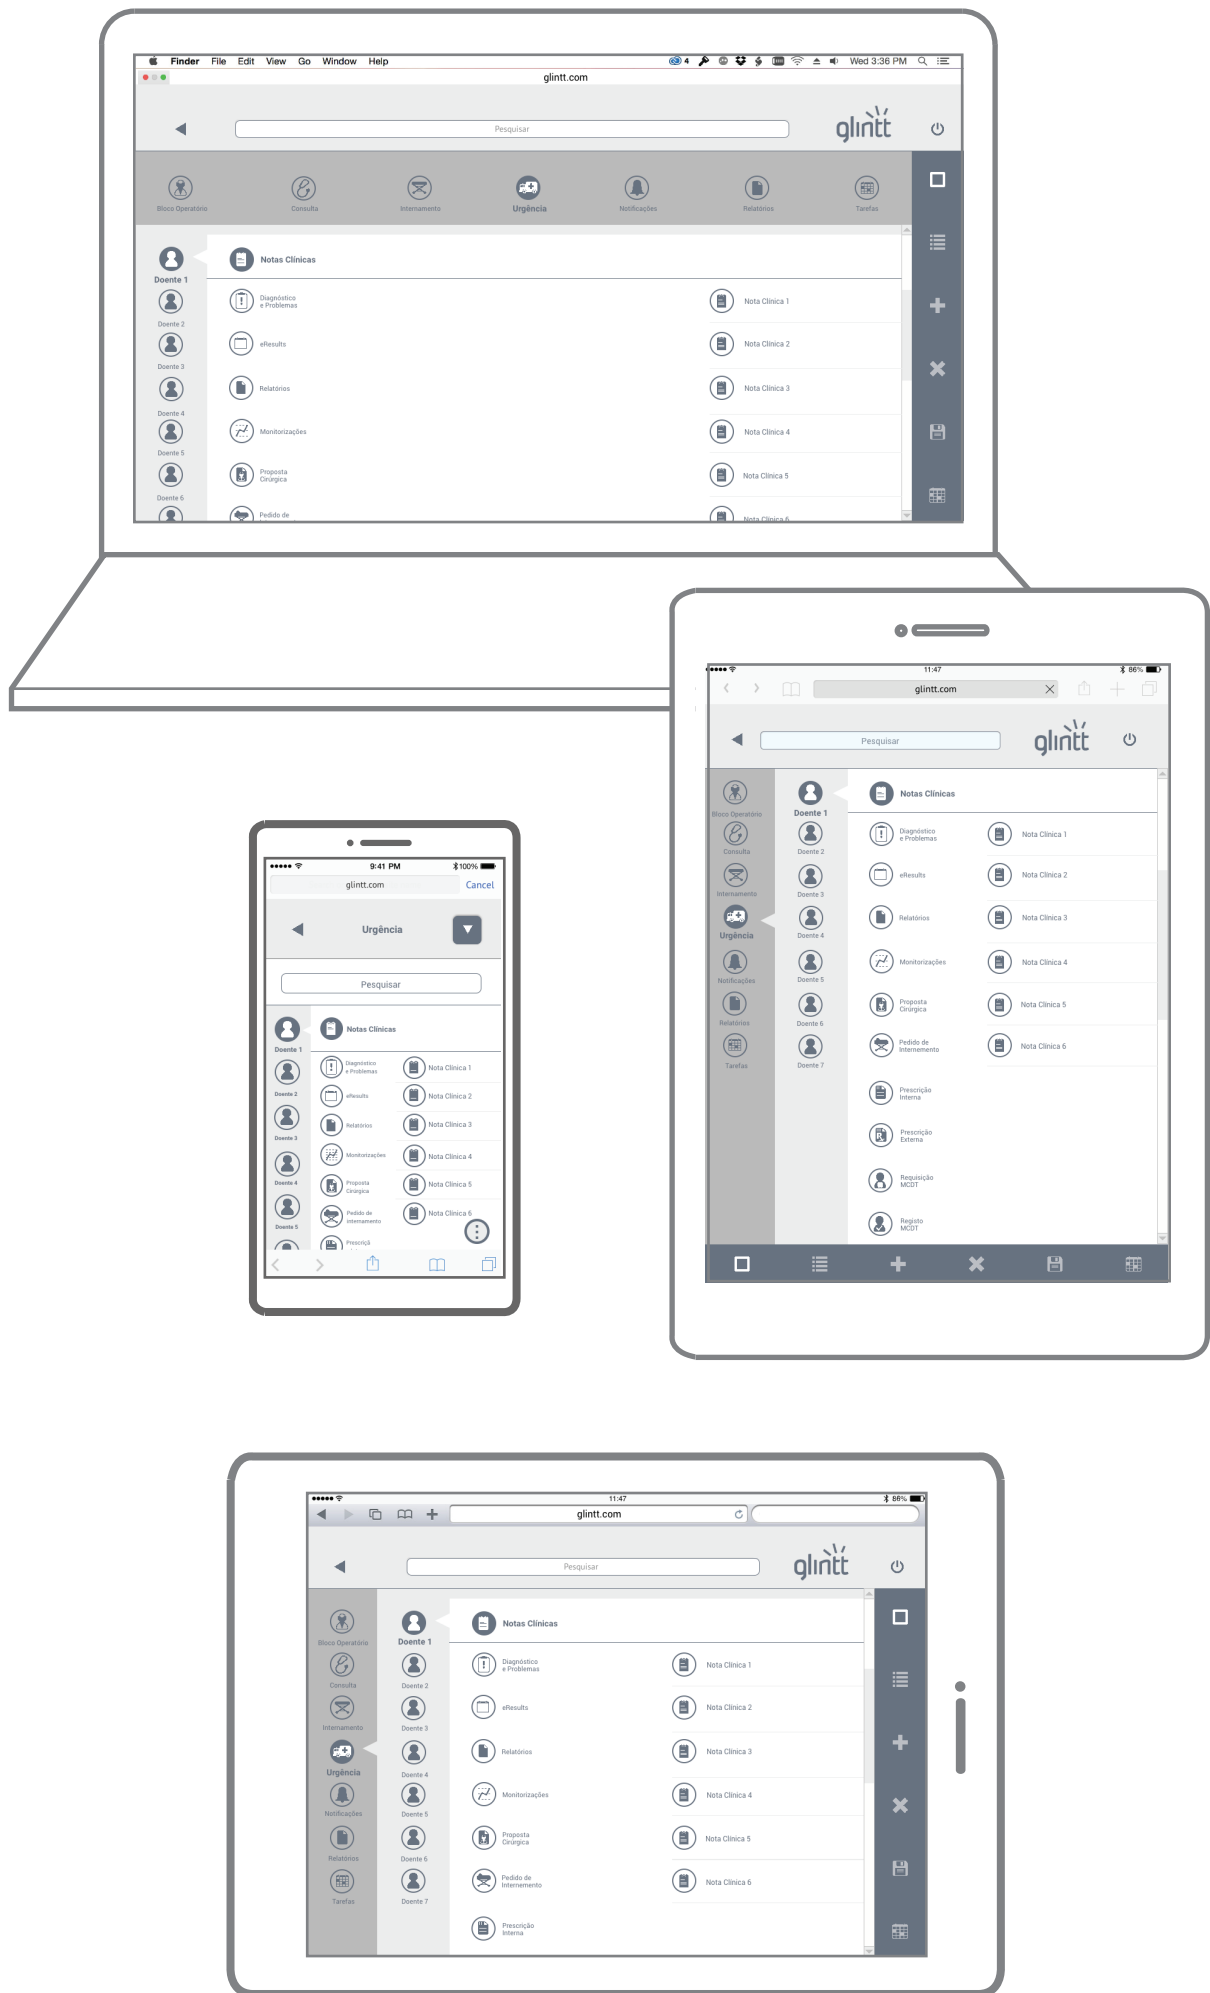 Finder File Edit View Go Window Help 4 Wed 3:36 PM
glintt.com
Pesquisar
glintt
Bloco Operatório Consulta Internamento Urgência Notificações Relatórios Tarefas
Notas Clínicas
Doente 1
Diagnóstico
e Problemas
Nota Clínica 1
Doente 2
eResults
Nota Clínica 2
Doente 3
Relatórios
Nota Clínica 3
Doente 4
Monitorizações
Nota Clínica 4
Doente 5
Proposta
Cirúrgica
Nota Clínica 5
Doente 6
Pedido de
Nota Clínica 6
11:47 86%
glintt.com
Pesquisar
glintt
Bloco Operatório
Consulta
Internamento
Urgência
Notificações
Relatórios
Tarefas
Doente 1
Doente 2
Doente 3
Doente 4
Doente 5
Doente 6
Doente 7
Notas Clínicas
Diagnóstico
e Problemas
eResults
Relatórios
Monitorizações
Proposta
Cirúrgica
Pedido de
Internemento
Prescrição
Interna
Prescrição
Externa
Requisição
MCDT
Registo
MCDT
Nota Clínica 1
Nota Clínica 2
Nota Clínica 3
Nota Clínica 4
Nota Clínica 5
Nota Clínica 6
9:41 PM 100%
glintt.com Cancel
Urgência
Pesquisar
Doente 1
Doente 2
Doente 3
Doente 4
Doente 5
Notas Clínicas
Diagnóstico
e Problemas
eResults
Relatórios
Monitorizações
Proposta
Cirúrgica
Pedido de
internamento
Prescriçã
Nota Clínica 1
Nota Clínica 2
Nota Clínica 3
Nota Clínica 4
Nota Clínica 5
Nota Clínica 6
11:47 86%
glintt.com
Pesquisar
glintt
Bloco Operatório
Consulta
Internamento
Urgência
Notificações
Relatórios
Tarefas
Doente 1
Doente 2
Doente 3
Doente 4
Doente 5
Doente 6
Doente 7
Notas Clínicas
Diagnóstico
e Problemas
eResults
Relatórios
Monitorizações
Proposta
Cirúrgica
Pedido de
Internemento
Prescrição
Interna
Nota Clínica 1
Nota Clínica 2
Nota Clínica 3
Nota Clínica 4
Nota Clínica 5
Nota Clínica 6